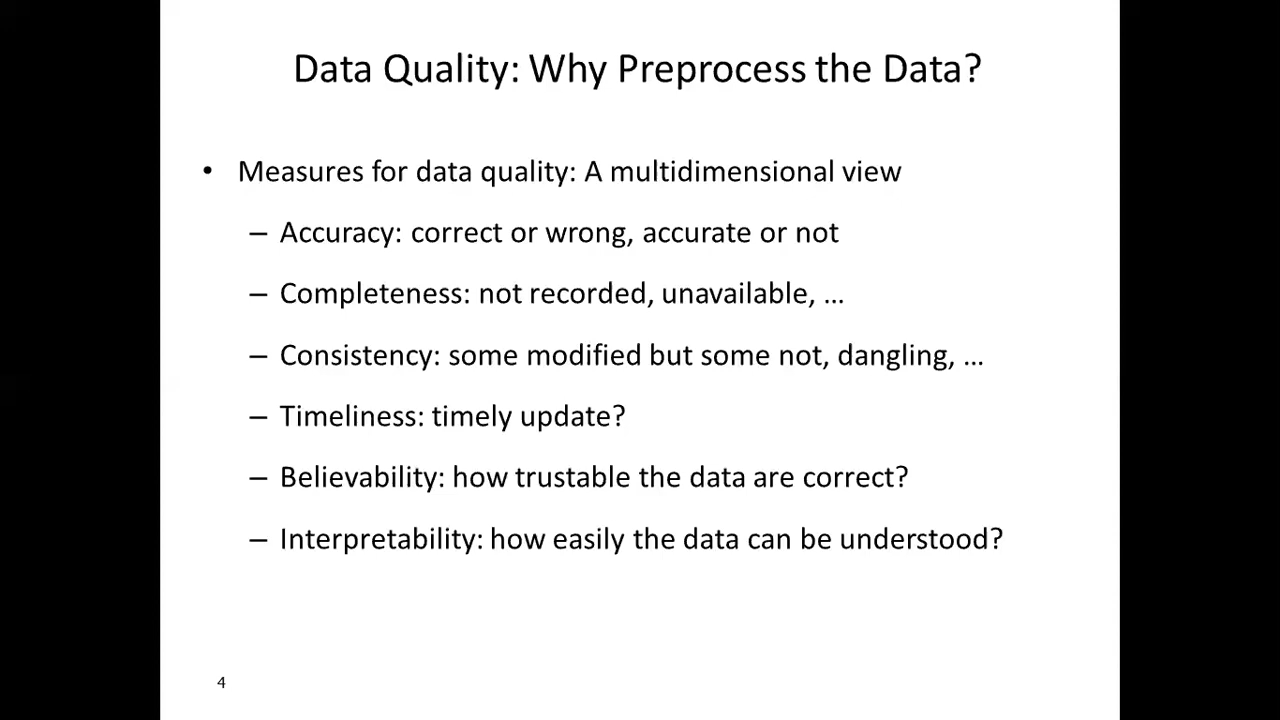 Data Quality: Why Preprocess the Data?
• Measures for data quality: A multidimensional view
– Accuracy: correct or wrong, accurate or not
– Completeness: not recorded, unavailable, …
– Consistency: some modified but some not, dangling, …
– Timeliness: timely update?
– Believability: how trustable the data are correct?
– Interpretability: how easily the data can be understood?
4